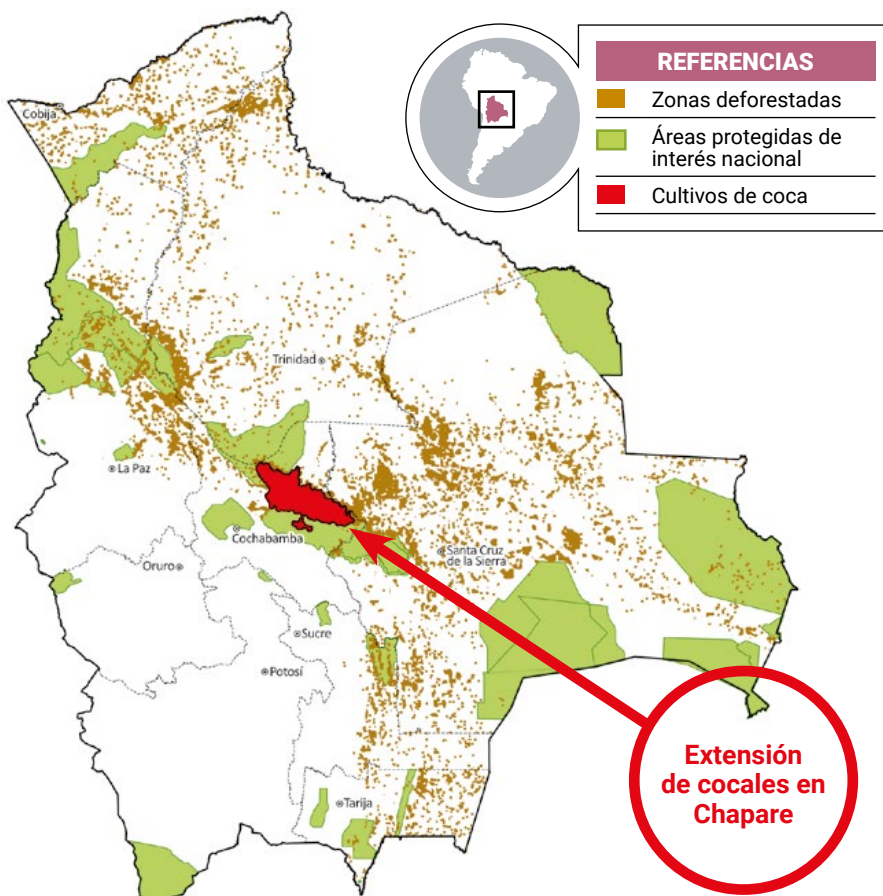 REFERENCIAS
Zonas deforestadas
Áreas protegidas de
interés nacional
Cultivos de coca
Cobija
Trinidad
La Paz
Cochabamba
Santa Cruz
de la Sierra
Oruro
Sucre
Potosí
Tarija
Extensión
de cocales en
Chapare